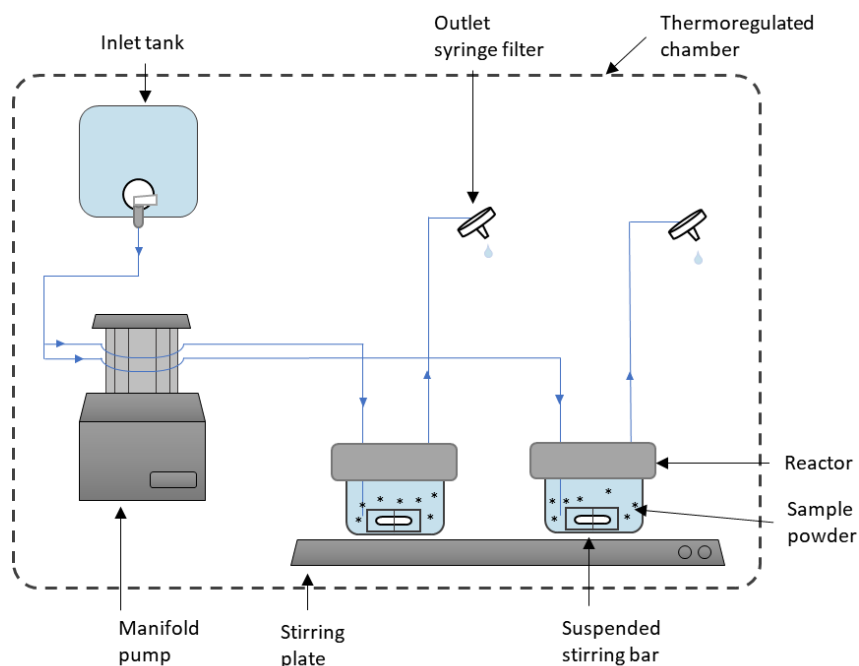 Inlet tank
Outlet
syringe filter
Thermoregulated
chamber
Reactor
Sample
powder
Manifold
pump
Stirring
plate
Suspended
stirring bar